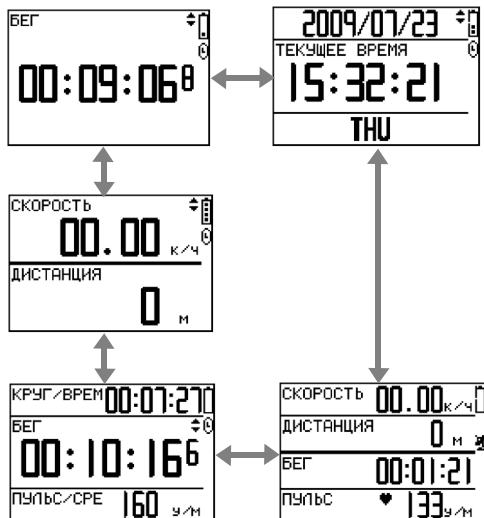 БЕГ
00:09:06 8
2009/07/23
ТЕКУЩЕЕ ВРЕМЯ
15:32:21
THU
СКОРОСТЬ
00.00 к/ч
ДИСТАНЦИЯ
0 м
КРУГ/ВРЕМ 00:07:27
БЕГ
00:10:16 6
ПУЛЬС/СРЕ 160 у/м
СКОРОСТЬ 00.00 к/ч
ДИСТАНЦИЯ 0 м
БЕГ 00:01:21
ПУЛЬС ♥ 133 у/м